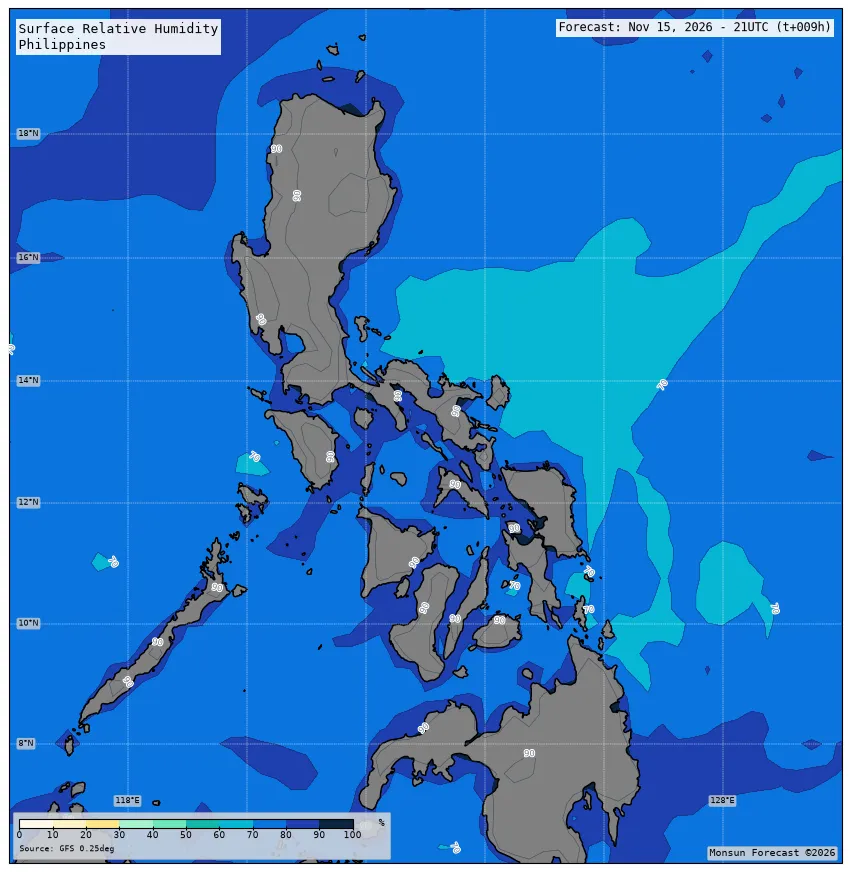 Surface Relative Humidity
Philippines
Forecast: Nov 15, 2026 - 21UTC (t+009h)
18°N
90
90
16°N
90
70
14°N
70
90
90
70
90
90
12°N
90
70
90
70
70
90
90
70
70
10°N
90
90
90
90
90
8°N
90
118°E
128°E
%
0 10 20 30 40 50 60 70 80 90 100
Source: GFS 0.25deg
70
Monsun Forecast ©2026